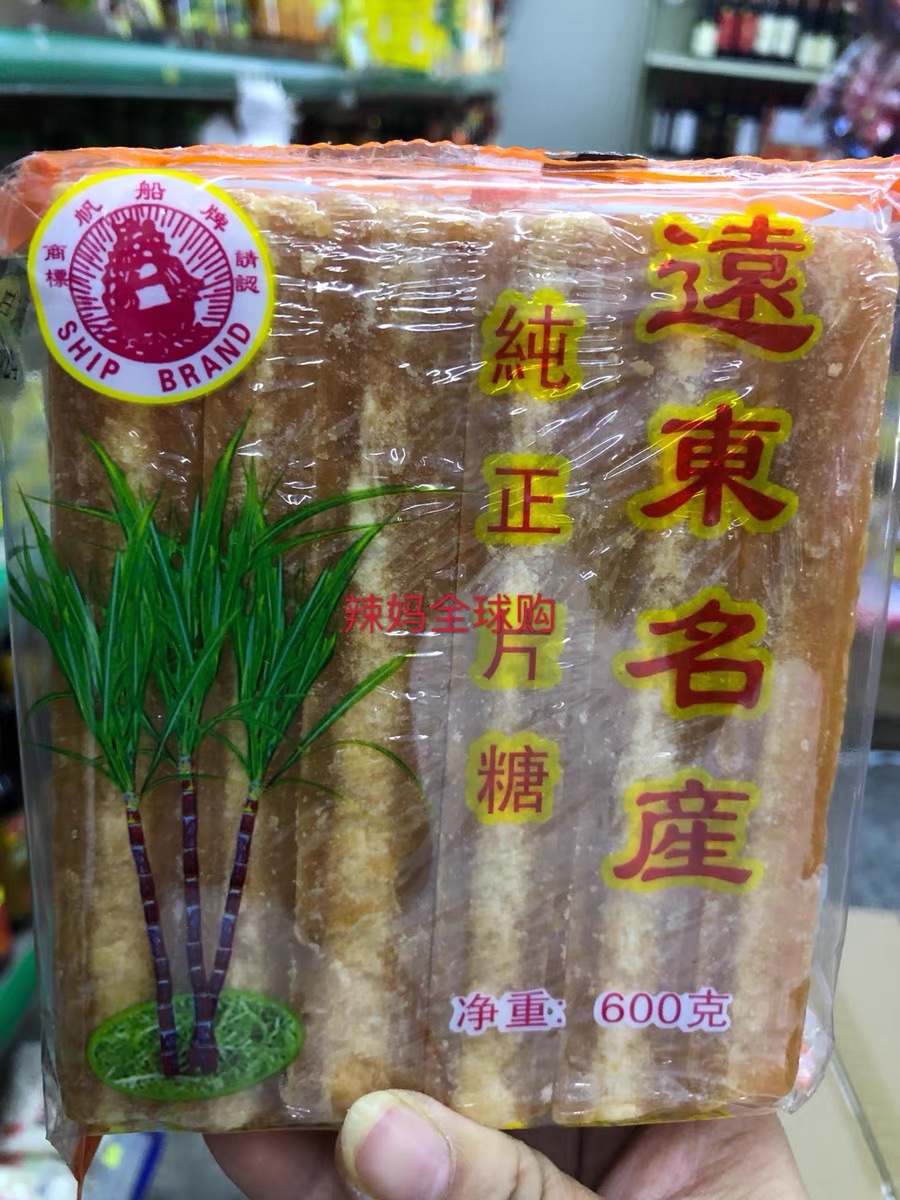 帆船牌
商標
請認
SHIP BRAND
遠東名產
純正片糖
辣妈全球购
净重: 600克